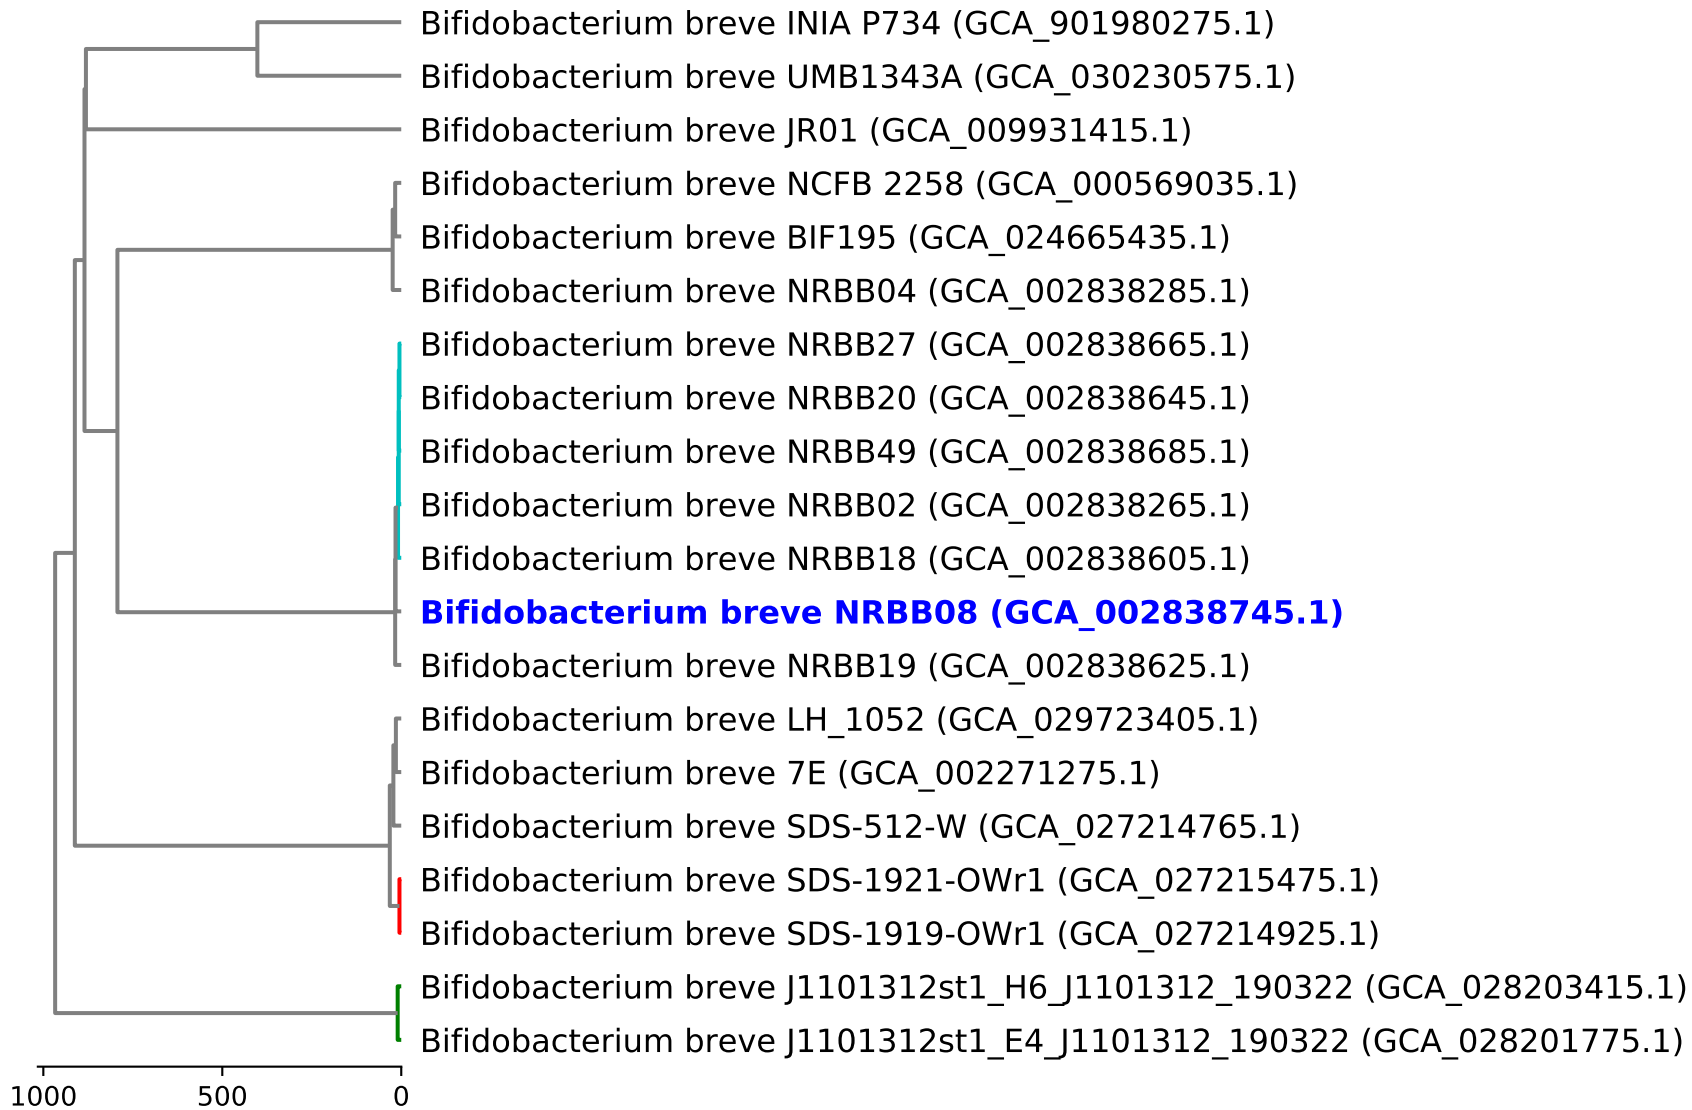 Bifidobacterium breve INIA P734 (GCA_901980275.1)
Bifidobacterium breve UMB1343A (GCA_030230575.1)
Bifidobacterium breve JR01 (GCA_009931415.1)
Bifidobacterium breve NCFB 2258 (GCA_000569035.1)
Bifidobacterium breve BIF195 (GCA_024665435.1)
Bifidobacterium breve NRBB04 (GCA_002838285.1)
Bifidobacterium breve NRBB27 (GCA_002838665.1)
Bifidobacterium breve NRBB20 (GCA_002838645.1)
Bifidobacterium breve NRBB49 (GCA_002838685.1)
Bifidobacterium breve NRBB02 (GCA_002838265.1)
Bifidobacterium breve NRBB18 (GCA_002838605.1)
Bifidobacterium breve NRBB08 (GCA_002838745.1)
Bifidobacterium breve NRBB19 (GCA_002838625.1)
Bifidobacterium breve LH_1052 (GCA_029723405.1)
Bifidobacterium breve 7E (GCA_002271275.1)
Bifidobacterium breve SDS-512-W (GCA_027214765.1)
Bifidobacterium breve SDS-1921-OWr1 (GCA_027215475.1)
Bifidobacterium breve SDS-1919-OWr1 (GCA_027214925.1)
Bifidobacterium breve J1101312st1_H6_J1101312_190322 (GCA_028203415.1)
Bifidobacterium breve J1101312st1_E4_J1101312_190322 (GCA_028201775.1)
1000 500 0